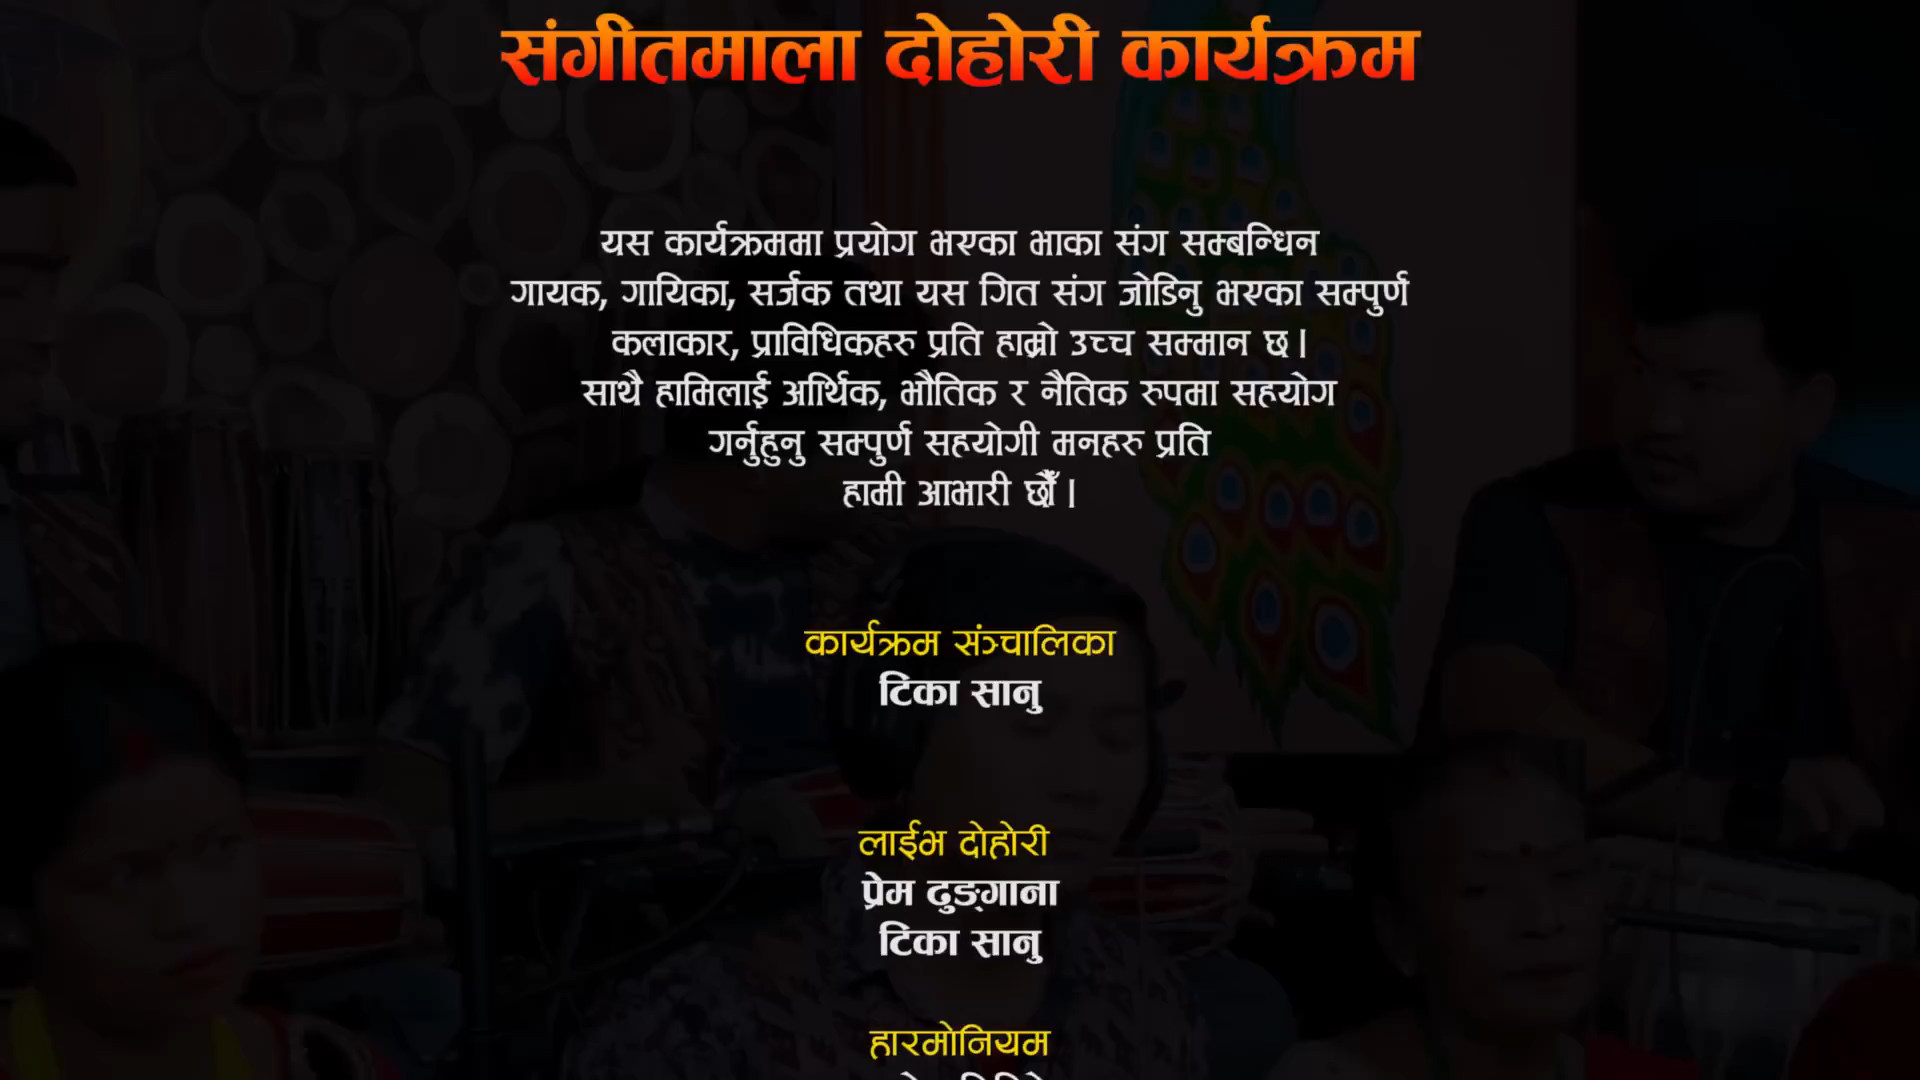 संगीतमाला दोहोरी कार्यक्रम
यस कार्यक्रममा प्रयोग भएका भाका संग सम्बन्धिन
गायक, गायिका, सर्जक तथा यस गित संग जोडिनु भएका सम्पुर्ण
कलाकार, प्राविधिकहरु प्रति हाम्रो उच्च सम्मान छ ।
साथै हामिलाई आर्थिक, भौतिक र नैतिक रुपमा सहयोग
गर्नुहुनु सम्पुर्ण सहयोगी मनहरु प्रति
हामी आभारी छौँ ।
कार्यक्रम संञ्चालिका
टिका सानु
लाईभ दोहोरी
प्रेम ढुङ्गाना
टिका सानु
हारमोनियम